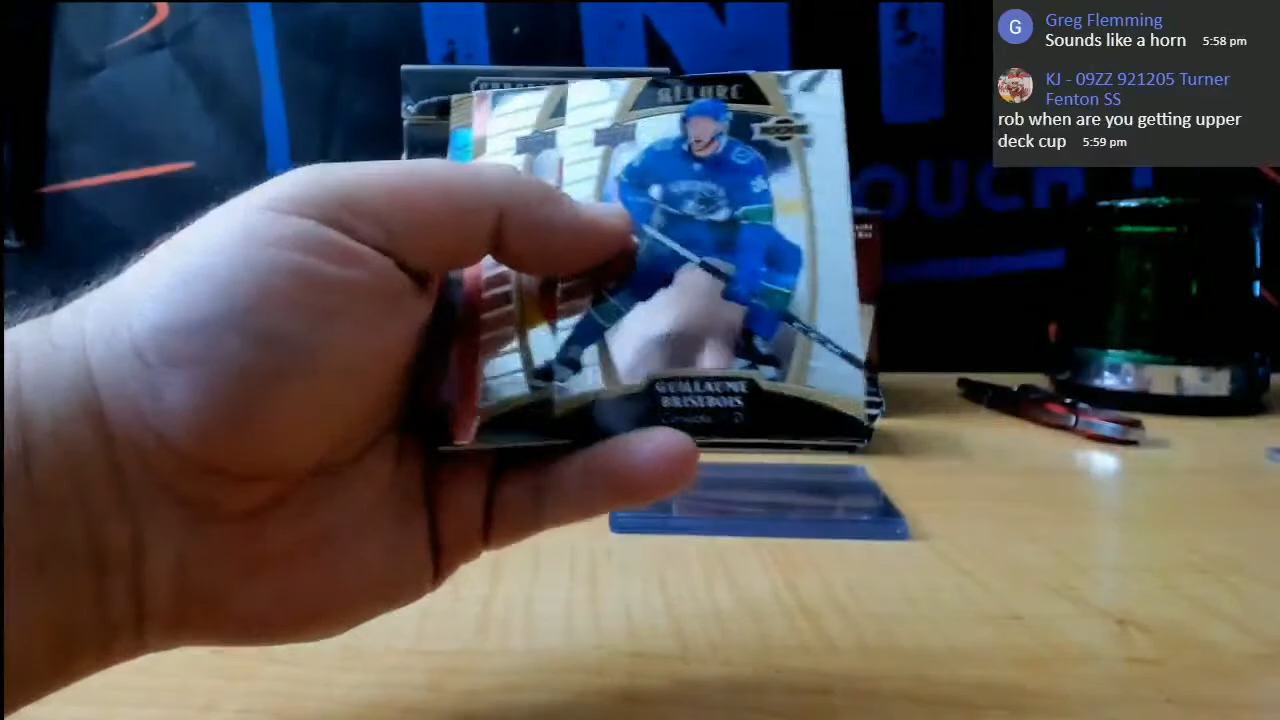 Greg Flemming
G
Sounds like a horn 5:58 pm
KJ - 09ZZ 921205 Turner
Fenton SS
rob when are you getting upper
deck cup 5:59 pm
ALLURE
OUCH
GUILLAUME
BRISEBOIS